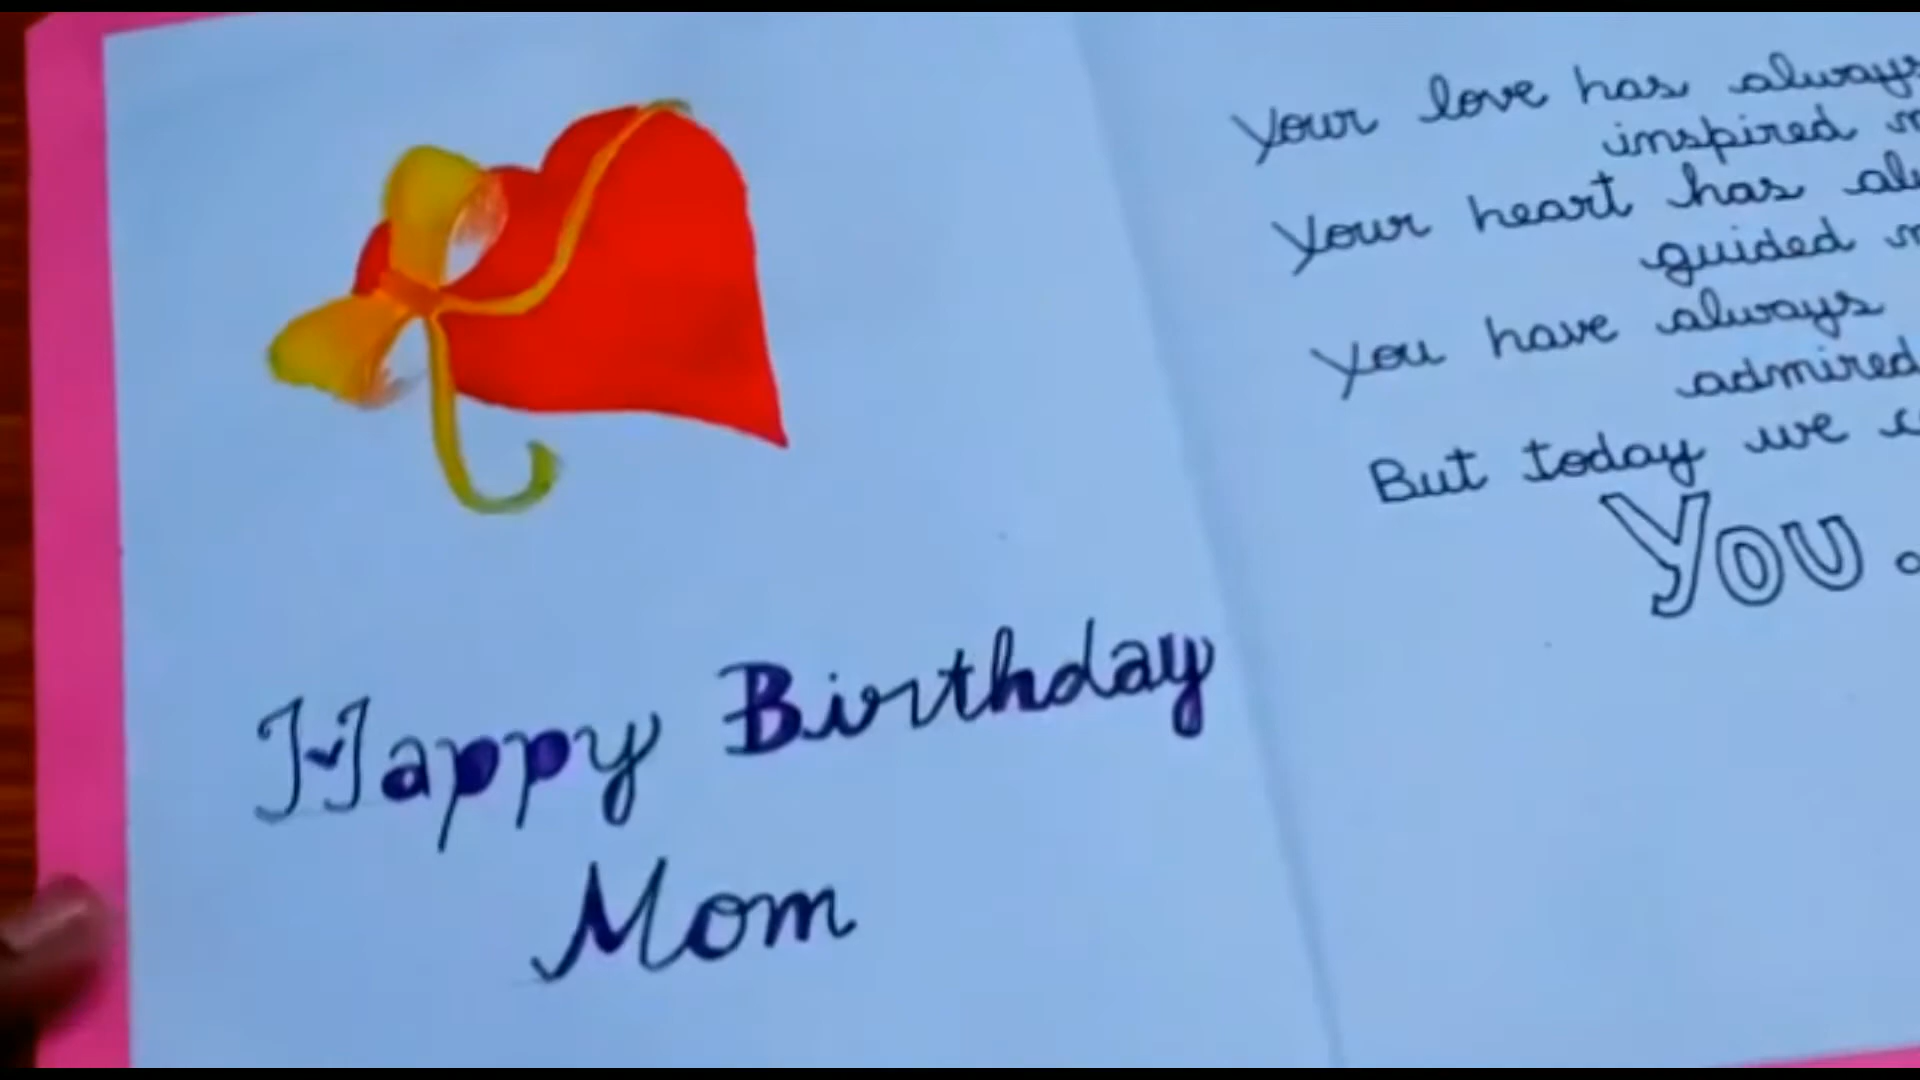 Happy Birthday
Mom
Your love has always
inspired
Your heart has
guided
You have always
admired
But today we
You.